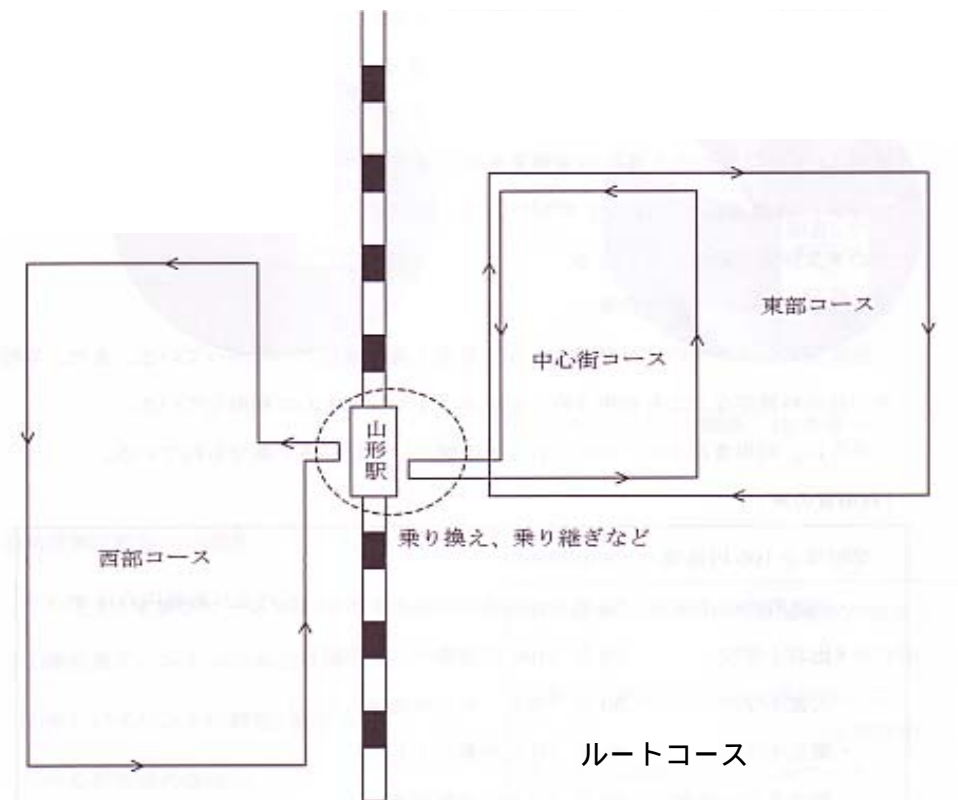 東部コース
中心街コース
山形駅
乗り換え、乗り継ぎなど
西部コース
ルートコース